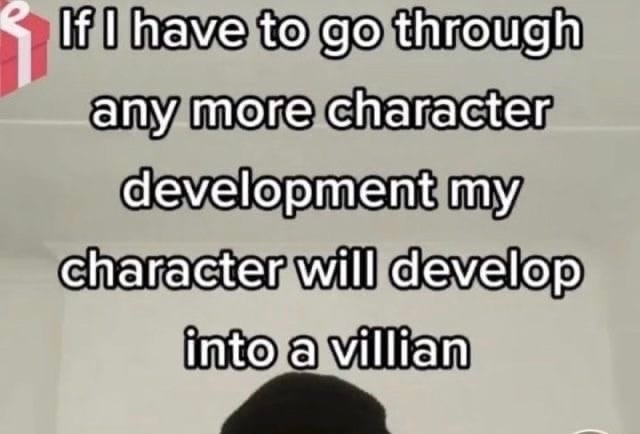 If I have to go through
any more character
development my
character will develop
into a villian